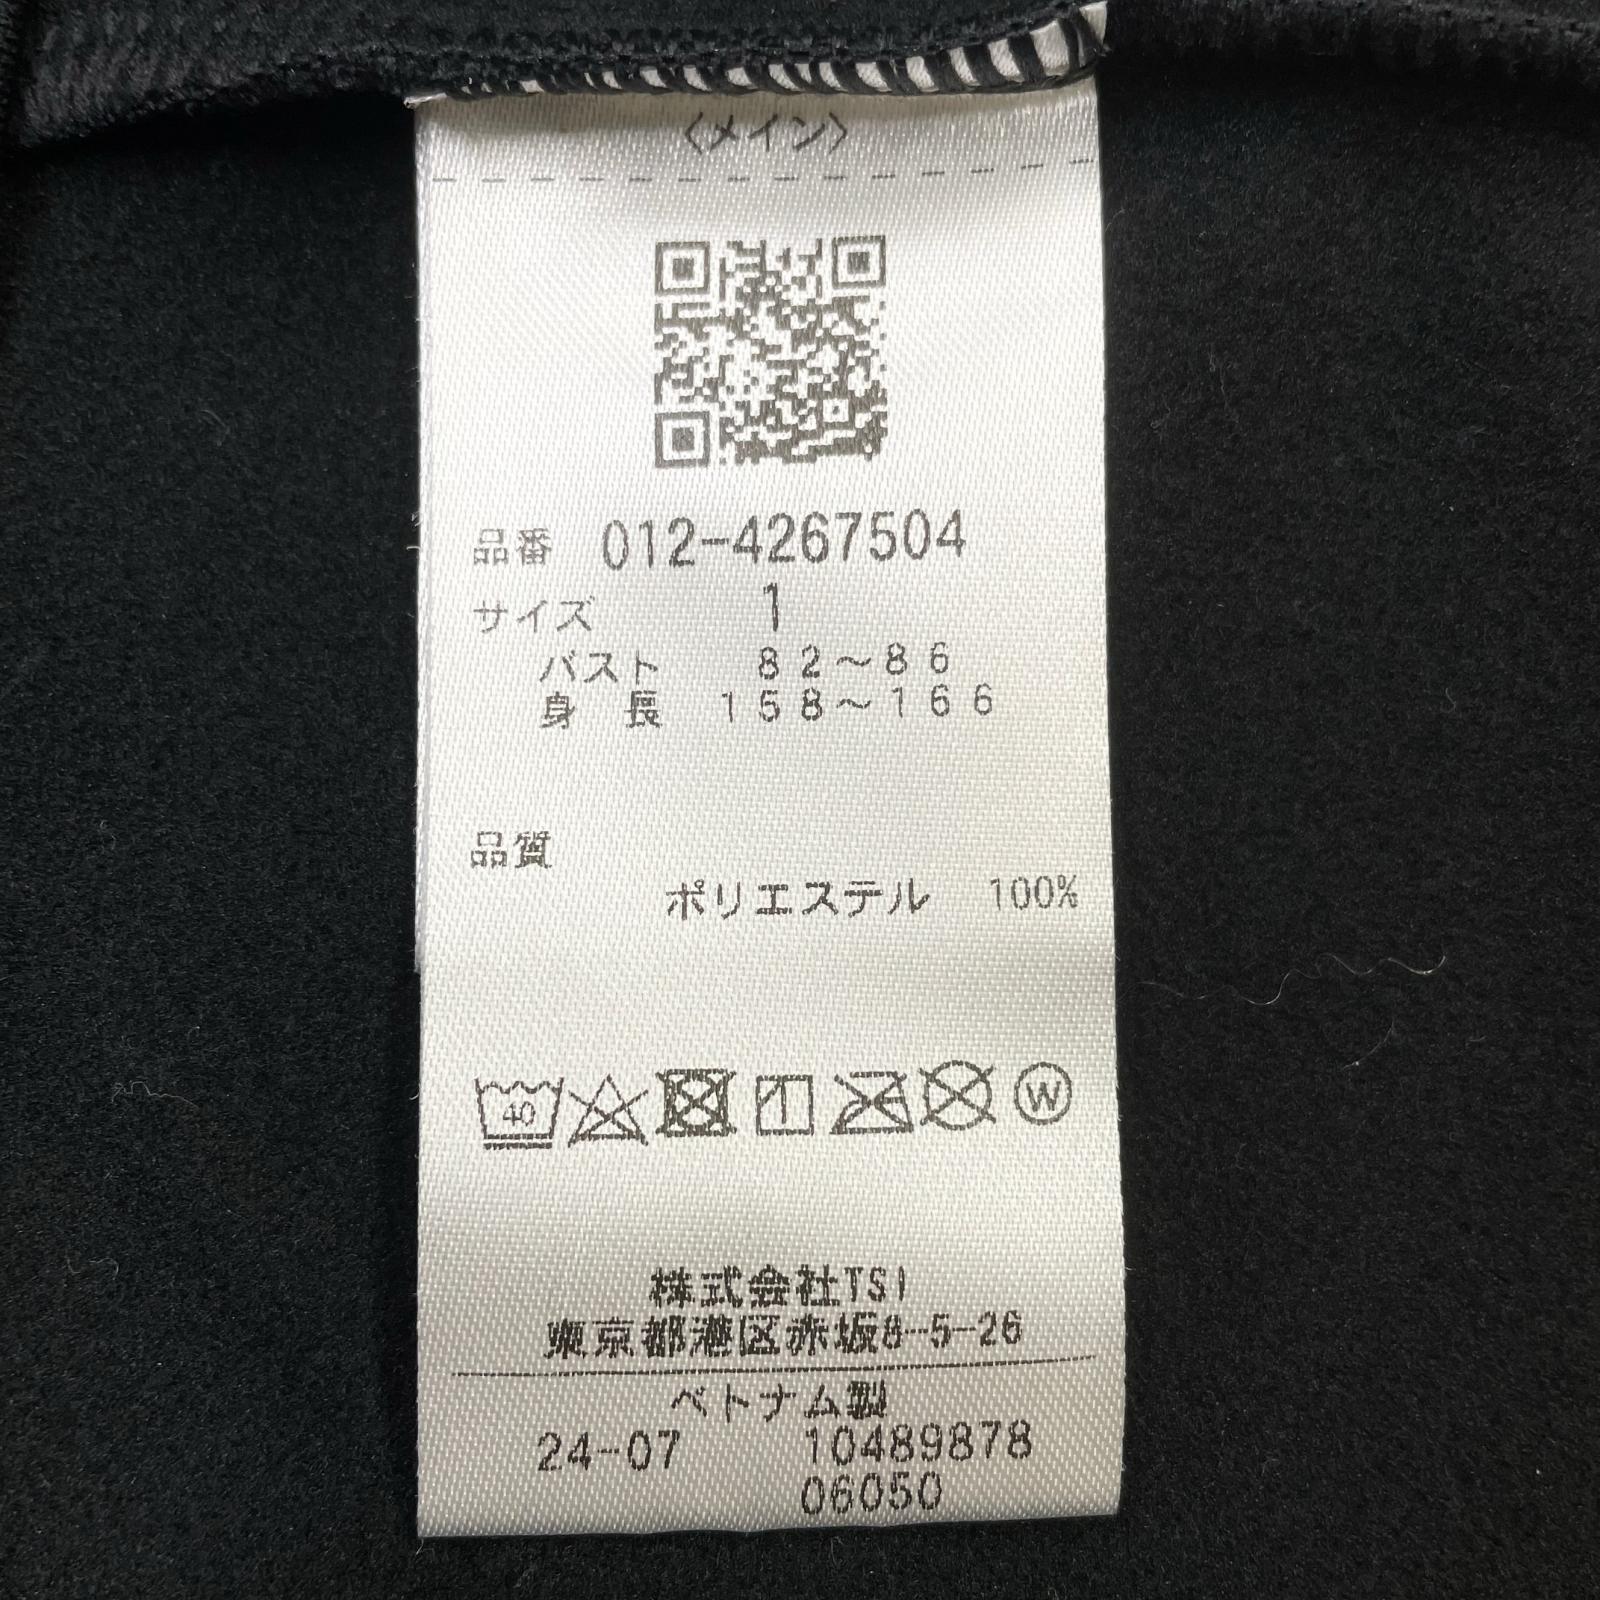 〈メイン〉
品番 012-4267504
サイズ 1
バスト 82〜86
身長 158〜166
品質
ポリエステル 100%
40 1 W
株式会社TSI
東京都港区赤坂8-5-26
ベトナム製
24-07 10489878
06050